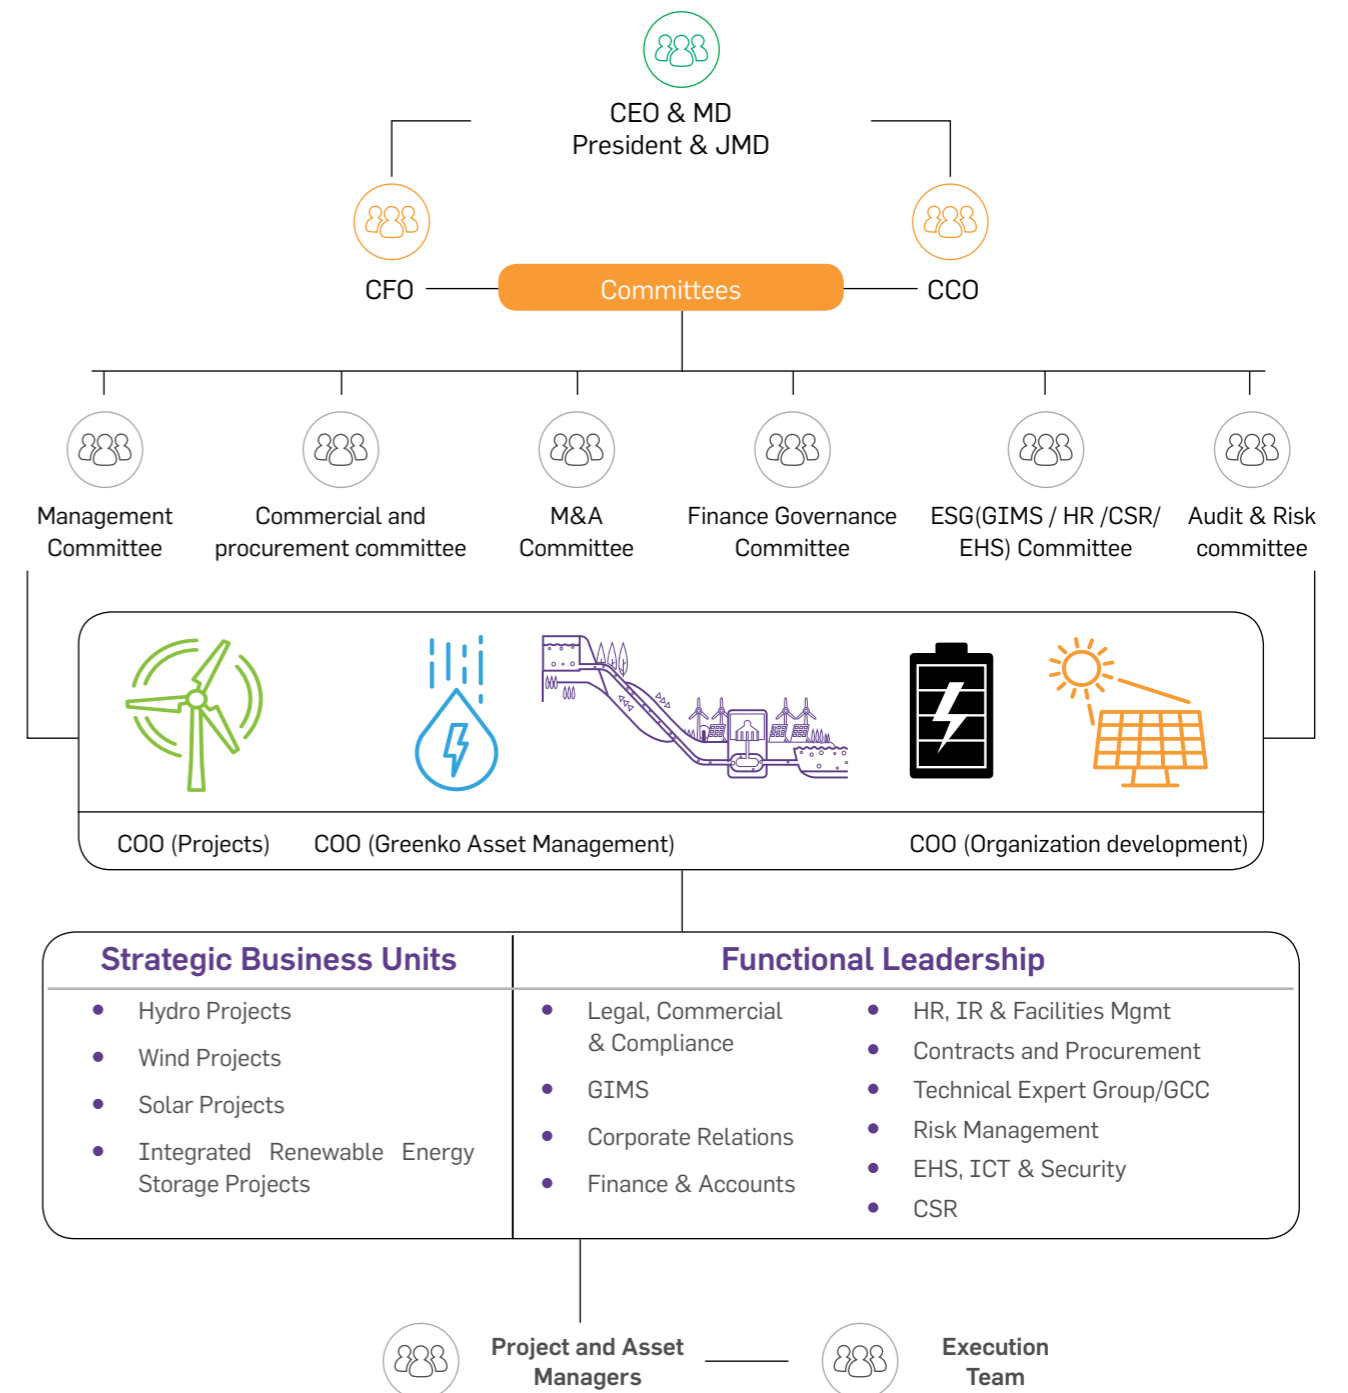 CEO & MD
President & JMD
CFO
Committees
CCO
Management
Committee
Commercial and
procurement committee
M&A
Committee
Finance Governance
Committee
ESG(GIMS / HR /CSR/
EHS) Committee
Audit & Risk
committee
COO (Projects)
COO (Greenko Asset Management)
COO (Organization development)
Strategic Business Units
• Hydro Projects
• Wind Projects
• Solar Projects
• Integrated Renewable Energy
Storage Projects
Functional Leadership
• Legal, Commercial
& Compliance
• GIMS
• Corporate Relations
• Finance & Accounts
• HR, IR & Facilities Mgmt
• Contracts and Procurement
• Technical Expert Group/GCC
• Risk Management
• EHS, ICT & Security
• CSR
Project and Asset
Managers
Execution
Team